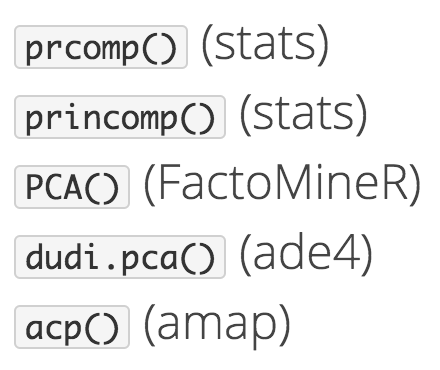 prcomp() (stats)
princomp() (stats)
PCA() (FactoMineR)
dudi.pca() (ade4)
acp() (amap)